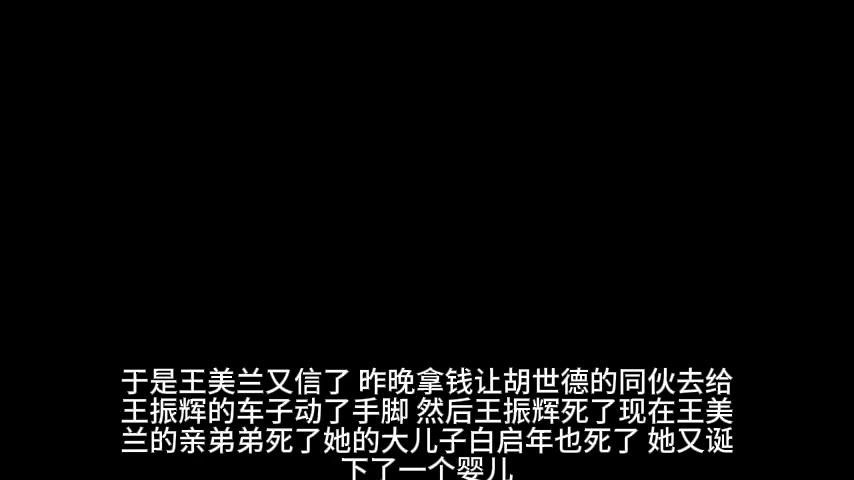 于是王美兰又信了 昨晚拿钱让胡世德的同伙去给
王振辉的车子动了手脚 然后王振辉死了现在王美
兰的亲弟弟死了她的大儿子白启年也死了 她又诞
下了一个婴儿